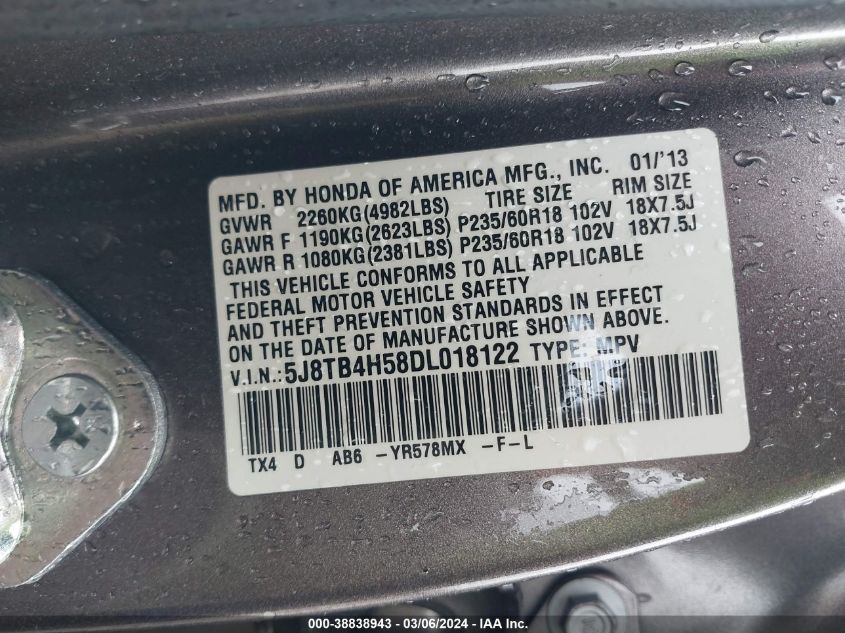 MFD. BY HONDA OF AMERICA MFG., INC. 01/'13
GVWR 2260KG(4982LBS) TIRE SIZE RIM SIZE
GAWR F 1190KG(2623LBS) P235/60R18 102V 18X7.5J
GAWR R 1080KG(2381LBS) P235/60R18 102V 18X7.5J
THIS VEHICLE CONFORMS TO ALL APPLICABLE
FEDERAL MOTOR VEHICLE SAFETY
AND THEFT PREVENTION STANDARDS IN EFFECT
ON THE DATE OF MANUFACTURE SHOWN ABOVE.
V.I.N.:5J8TB4H58DL018122 TYPE: MPV
TX4 D AB6 -YR578MX -F-L
000-38838943 - 03/06/2024 - IAA Inc.